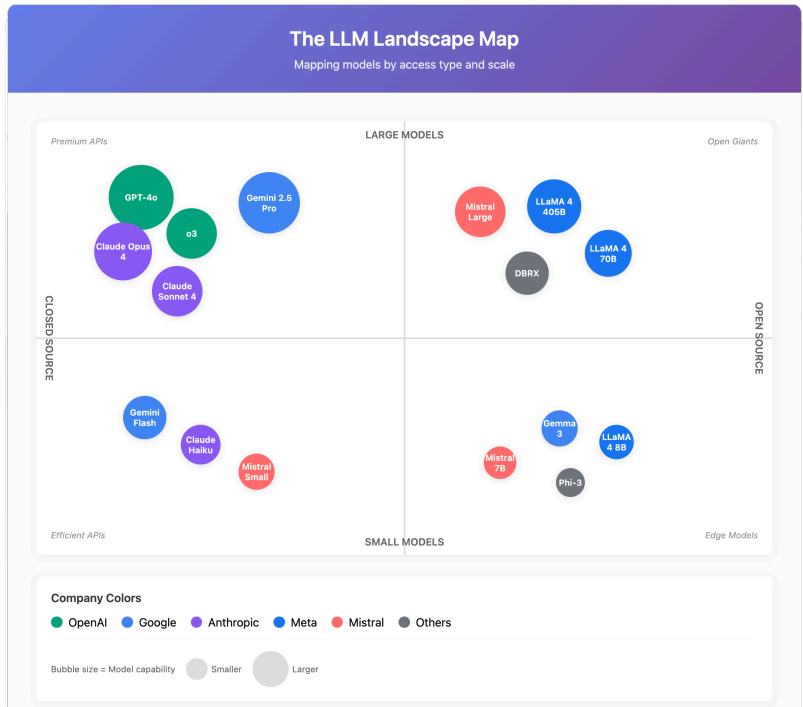 The LLM Landscape Map
Mapping models by access type and scale
LARGE MODELS
Premium APIs
Open Giants
GPT-4o
Gemini 2.5
Pro
o3
Claude Opus
4
Claude
Sonnet 4
Mistral
Large
LLaMA 4
405B
LLaMA 4
70B
DBRX
CLOSED SOURCE
OPEN SOURCE
Gemini
Flash
Claude
Haiku
Mistral
Small
Gemma
3
LLaMA
4 8B
Mistral
7B
Phi-3
Efficient APIs
Edge Models
SMALL MODELS
Company Colors
OpenAI Google Anthropic Meta Mistral Others
Bubble size = Model capability Smaller Larger